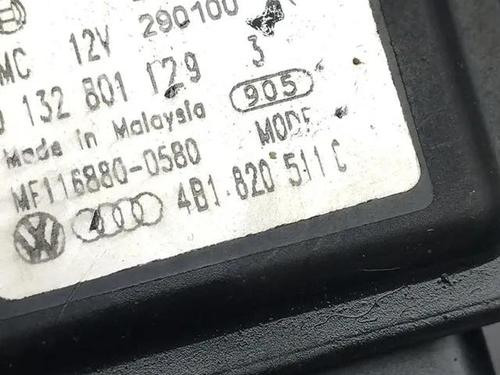 MC 12V 290100
132 801 129 3
Made in Malaysia 905
MF116880-0580 MODE
4B1 820 511 C